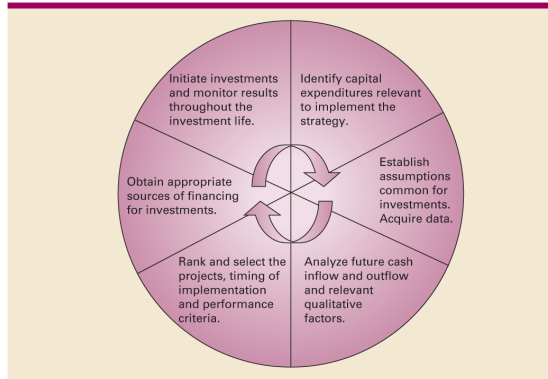 Initiate investments
and monitor results
throughout the
investment life.
Identify capital
expenditures relevant
to implement the
strategy.
Establish
assumptions
common for
investments.
Acquire data.
Analyze future cash
inflow and outflow
and relevant
qualitative
factors.
Rank and select the
projects, timing of
implementation
and performance
criteria.
Obtain appropriate
sources of financing
for investments.